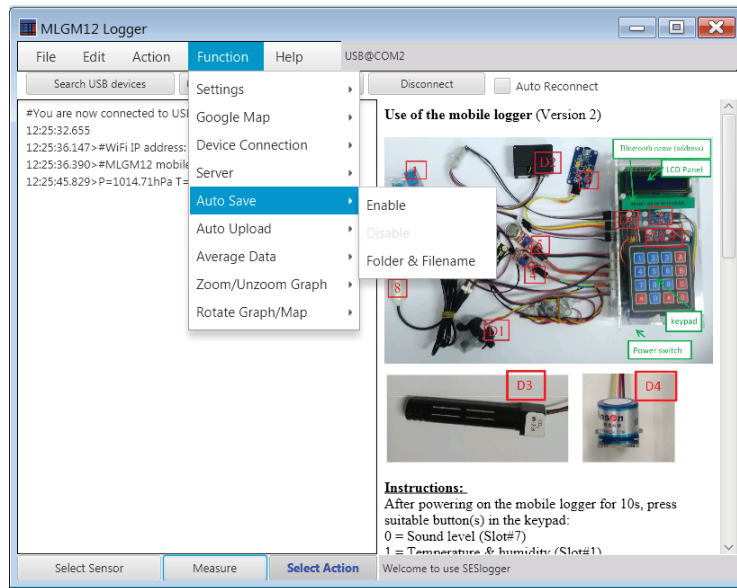 MLGM12 Logger
File Edit Action Function Help USB@COM2
Search USB devices
Disconnect
Auto Reconnect
#You are now connected to
12:25:32.655
12:25:36.147>#WiFi IP address:
12:25:36.390>#MLGM12
12:25:45.829>P=1014.71hPa T=
Settings
Google Map
Device Connection
Server
Auto Save
Auto Upload
Average Data
Zoom/Unzoom Graph
Rotate Graph/Map
Enable
Disable
Folder & Filename
Use of the mobile logger (Version 2)
Bluetooth name (address)
LCD Panel
D2
4
8
D1
keypad
Power switch
D3
D4
Instructions:
After powering on the mobile logger for 10s, press
suitable button(s) in the keypad:
0 = Sound level (Slot#7)
1 = Temperature & humidity (Slot#1)
Select Sensor
Measure
Select Action
Welcome to use SESlogger